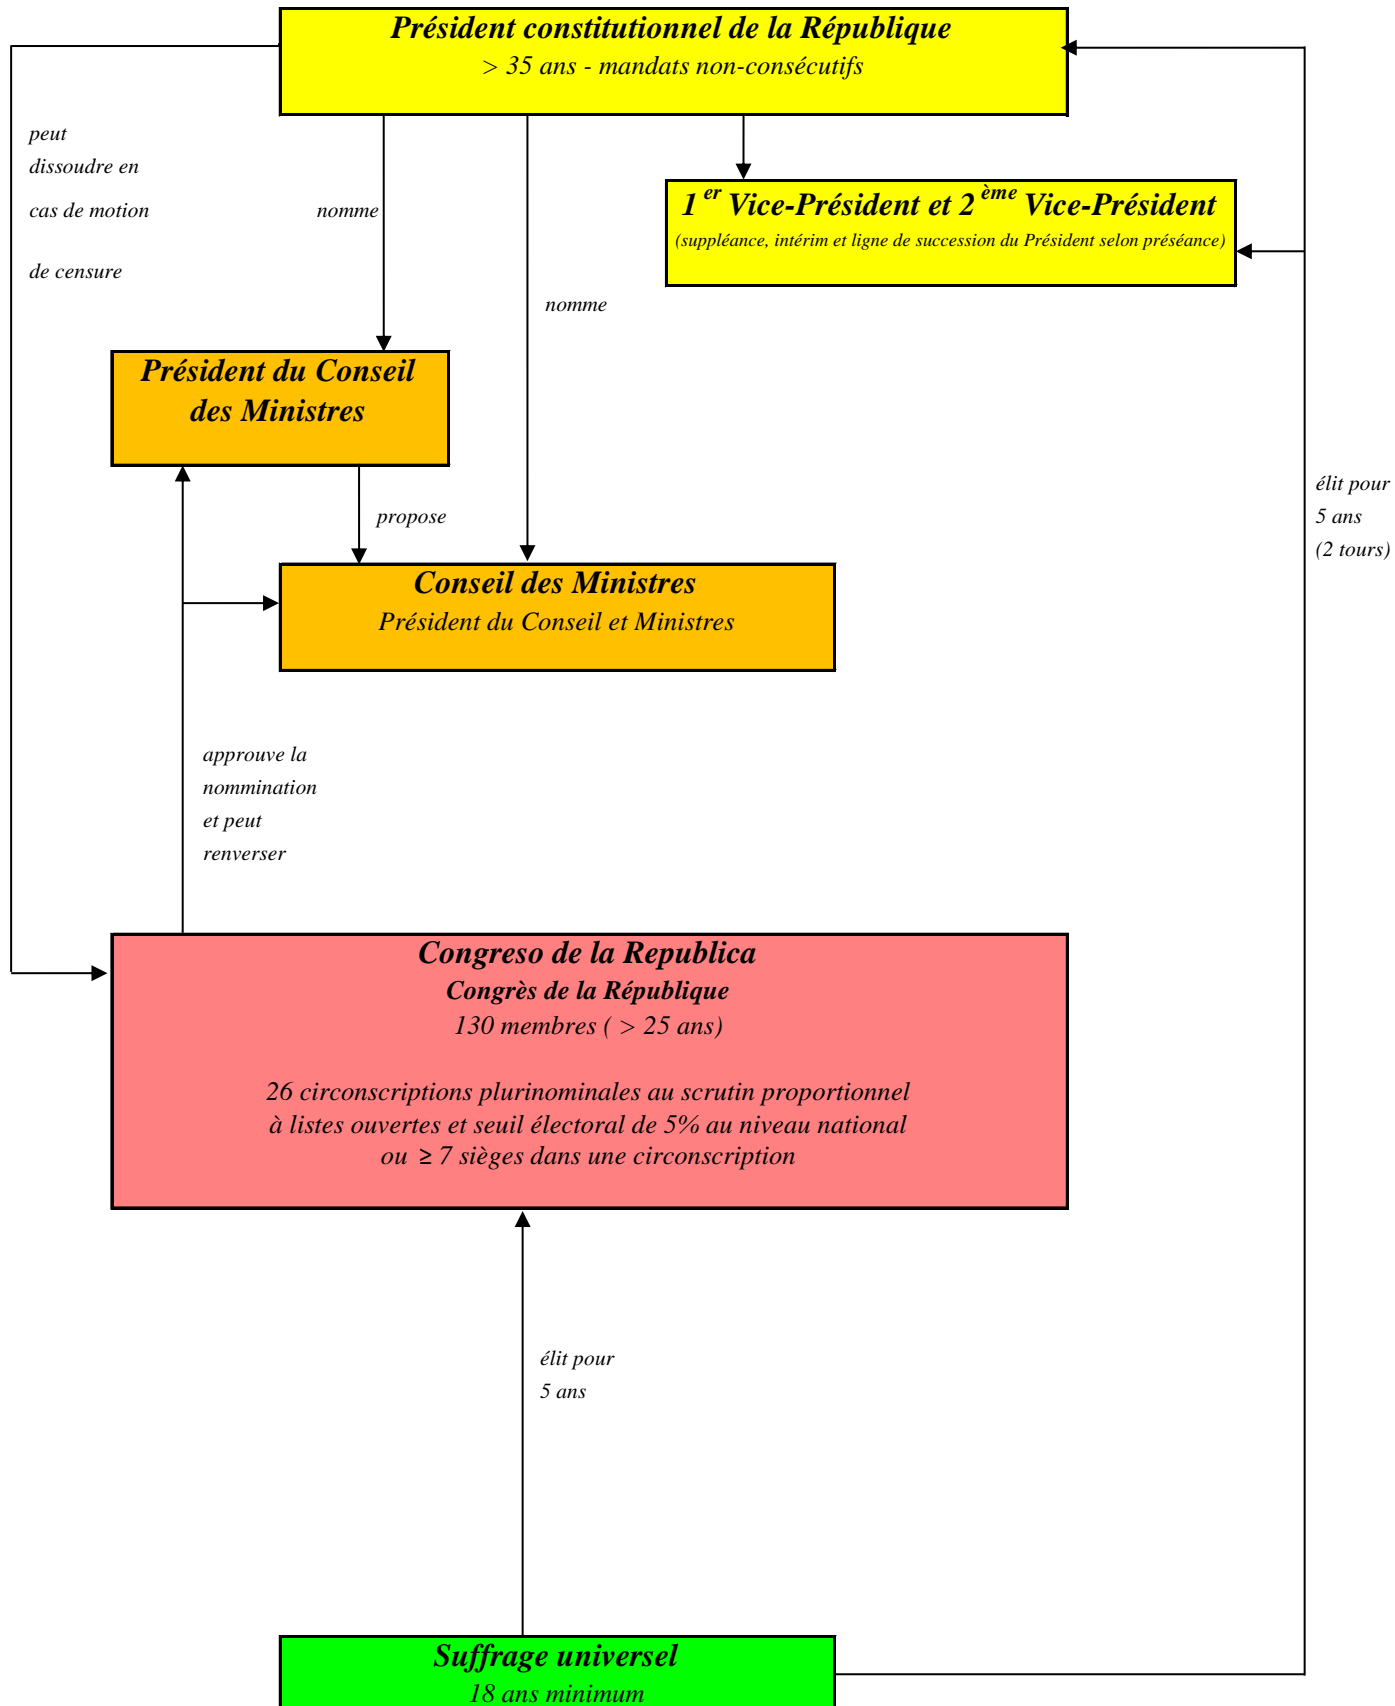 Président constitutionnel de la République
> 35 ans - mandats non-consécutifs
peut
dissoudre en
cas de motion
de censure
nomme
1er Vice-Président et 2ème Vice-Président
(suppléance, intérim et ligne de succession du Président selon préséance)
nomme
Président du Conseil
des Ministres
élit pour
5 ans
(2 tours)
propose
Conseil des Ministres
Président du Conseil et Ministres
approuve la
nommination
et peut
renverser
Congreso de la Republica
Congrès de la République
130 membres ( > 25 ans)
26 circonscriptions plurinominales au scrutin proportionnel
à listes ouvertes et seuil électoral de 5% au niveau national
ou ≥ 7 sièges dans une circonscription
élit pour
5 ans
Suffrage universel
18 ans minimum